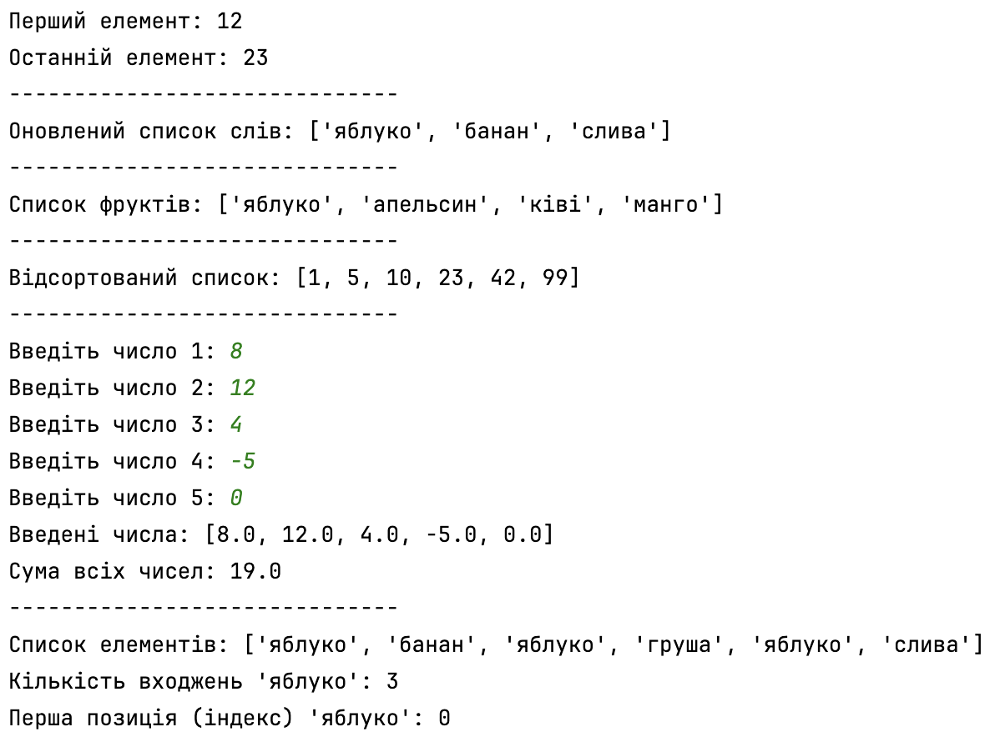 Перший елемент: 12
Останній елемент: 23
------------------------------
Оновлений список слів: ['яблуко', 'банан', 'слива']
------------------------------
Список фруктів: ['яблуко', 'апельсин', 'ківі', 'манго']
------------------------------
Відсортований список: [1, 5, 10, 23, 42, 99]
------------------------------
Введіть число 1: 8
Введіть число 2: 12
Введіть число 3: 4
Введіть число 4: -5
Введіть число 5: 0
Введені числа: [8.0, 12.0, 4.0, -5.0, 0.0]
Сума всіх чисел: 19.0
------------------------------
Список елементів: ['яблуко', 'банан', 'яблуко', 'груша', 'яблуко', 'слива']
Кількість входжень 'яблуко': 3
Перша позиція (індекс) 'яблуко': 0